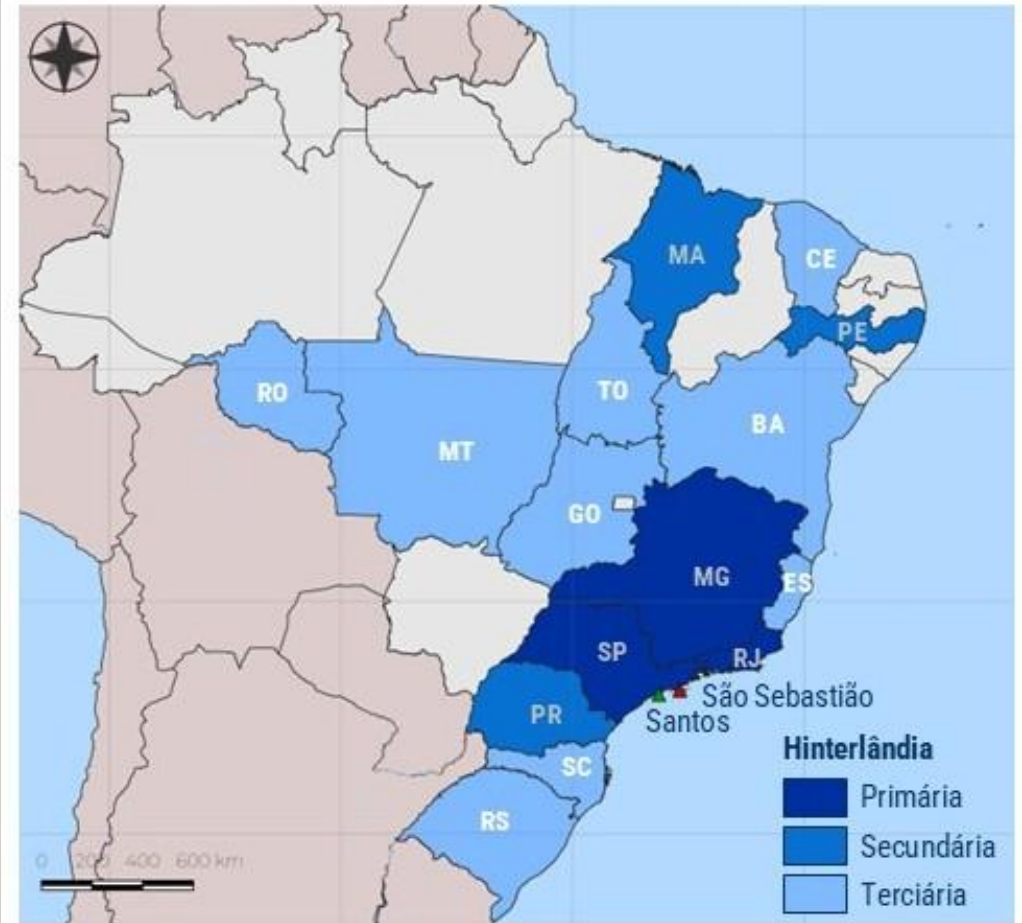 MA
CE
PE
RO
TO
BA
MT
GO
MG
ES
SP
RJ
São Sebastião
Santos
PR
SC
RS
Hinterlândia
Primária
Secundária
Terciária
0 200 400 600 km